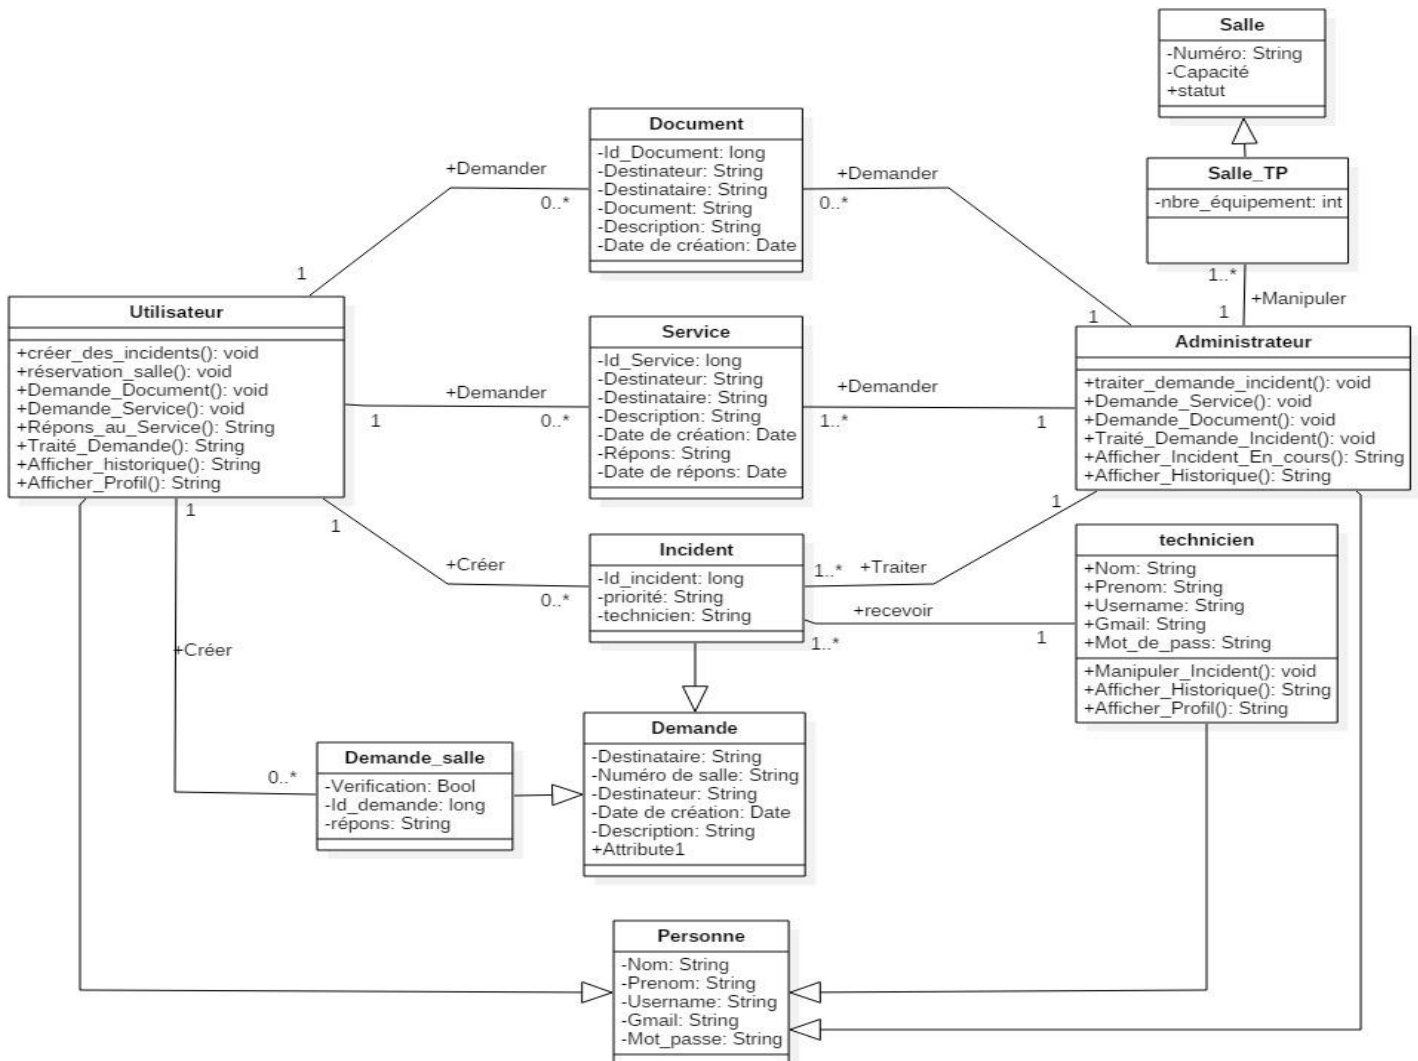 Salle
-Numéro: String
-Capacité
+statut
Document
-Id_Document: long
-Destinateur: String
-Destinataire: String
-Document: String
-Description: String
-Date de création: Date
+Demander
0..*
1
+Demander
0..*
1
Salle_TP
-nbre_équipement: int
1..*
+Manipuler
1
Utilisateur
+créer_des_incidents(): void
+réservation_salle(): void
+Demande_Document(): void
+Demande_Service(): void
+Répons_au_Service(): String
+Traité_Demande(): String
+Afficher_historique(): String
+Afficher_Profil(): String
Service
-Id_Service: long
-Destinateur: String
-Destinataire: String
-Description: String
-Date de création: Date
-Répons: String
-Date de répons: Date
+Demander
1
0..*
+Demander
1..*
1
Administrateur
+traiter_demande_incident(): void
+Demande_Service(): void
+Demande_Document(): void
+Traité_Demande_Incident(): void
+Afficher_Incident_En_cours(): String
+Afficher_Historique(): String
1
1
+Créer
0..*
Incident
-Id_incident: long
-priorité: String
-technicien: String
1
1..*
+Traiter
+recevoir
1..*
1
technicien
+Nom: String
+Prenom: String
+Username: String
+Gmail: String
+Mot_de_pass: String
+Manipuler_Incident(): void
+Afficher_Historique(): String
+Afficher_Profil(): String
+Créer
0..*
Demande_salle
-Verification: Bool
-Id_demande: long
-répons: String
Demande
-Destinataire: String
-Numéro de salle: String
-Destinateur: String
-Date de création: Date
-Description: String
+Attribute1
Personne
-Nom: String
-Prenom: String
-Username: String
-Gmail: String
-Mot_passe: String